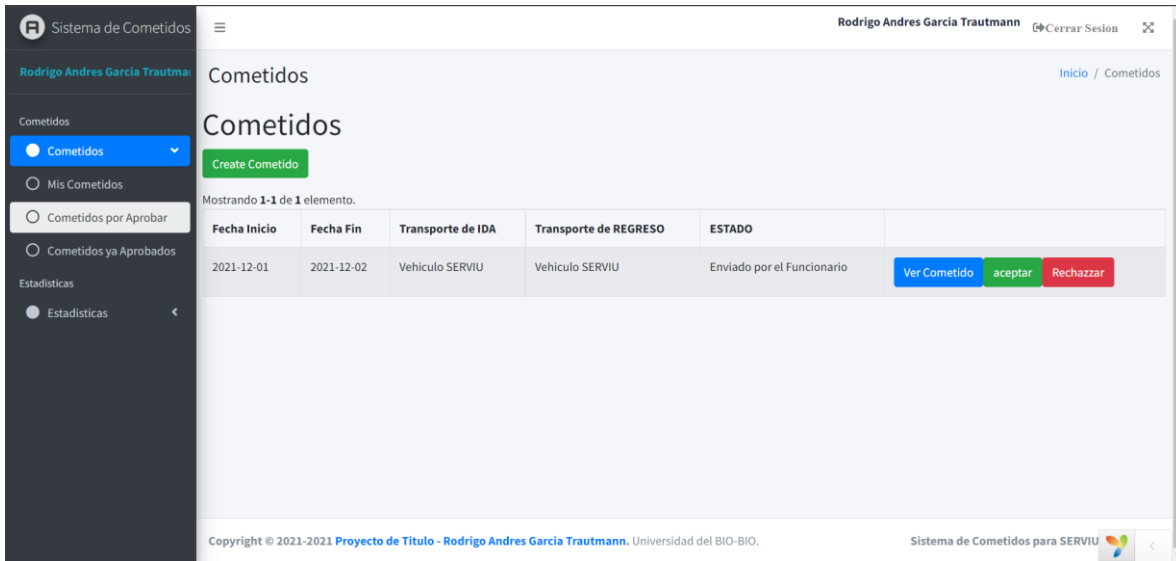 Sistema de Cometidos
Rodrigo Andres Garcia Trautmann
Cerrar Sesion
Rodrigo Andres Garcia Trautma
Cometidos
Inicio / Cometidos
Cometidos
Cometidos
Mis Cometidos
Cometidos por Aprobar
Cometidos ya Aprobados
Estadisticas
Estadisticas
Cometidos
Create Cometido
Mostrando 1-1 de 1 elemento.
Fecha Inicio Fecha Fin Transporte de IDA Transporte de REGRESO ESTADO
2021-12-01 2021-12-02 Vehiculo SERVIU Vehiculo SERVIU Enviado por el Funcionario Ver Cometido aceptar Rechazzar
Copyright © 2021-2021 Proyecto de Titulo - Rodrigo Andres Garcia Trautmann. Universidad del BIO-BIO.
Sistema de Cometidos para SERVIU